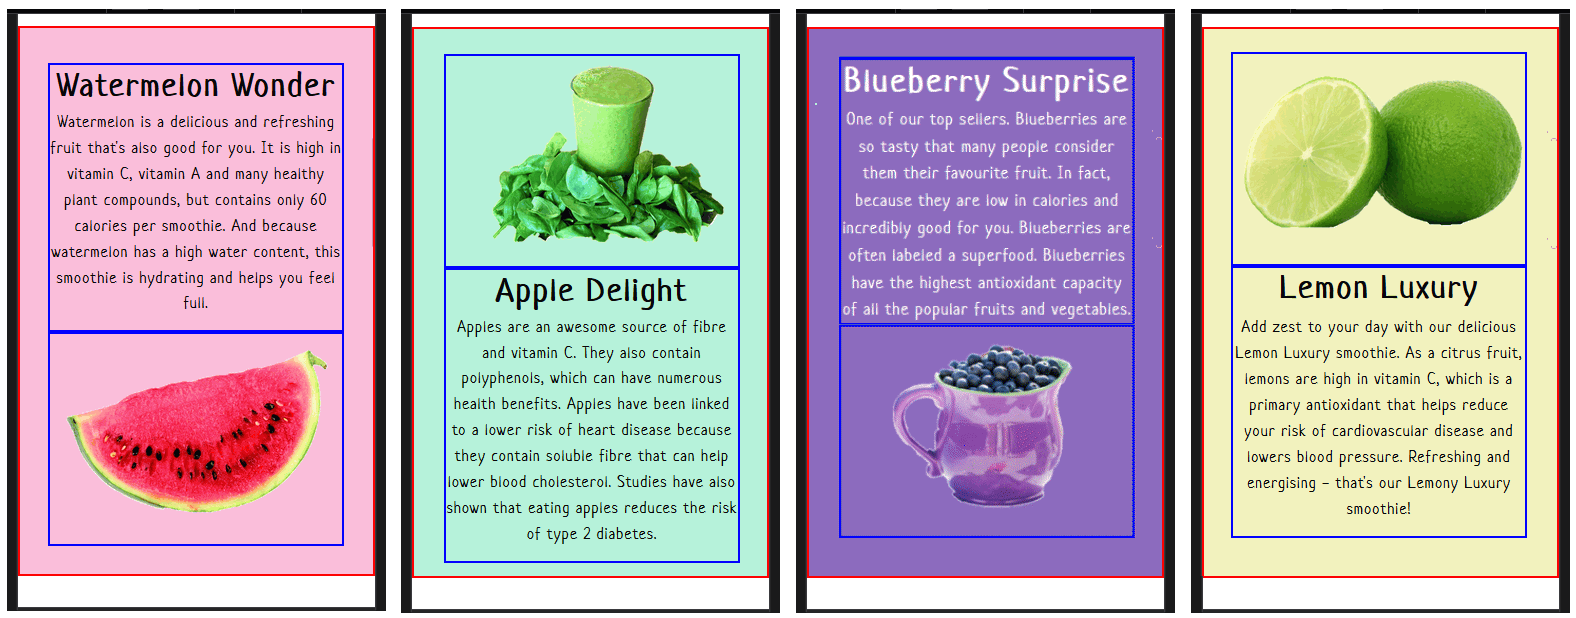 Watermelon Wonder
Watermelon is a delicious and refreshing
fruit that's also good for you. It is high in
vitamin C, vitamin A and many healthy
plant compounds, but contains only 60
calories per smoothie. And because
watermelon has a high water content, this
smoothie is hydrating and helps you feel
full.
Apple Delight
Apples are an awesome source of fibre
and vitamin C. They also contain
polyphenols, which can have numerous
health benefits. Apples have been linked
to a lower risk of heart disease because
they contain soluble fibre that can help
lower blood cholesterol. Studies have also
shown that eating apples reduces the risk
of type 2 diabetes.
Blueberry Surprise
One of our top sellers. Blueberries are
so tasty that many people consider
them their favourite fruit. In fact,
because they are low in calories and
incredibly good for you. Blueberries are
often labeled a superfood. Blueberries
have the highest antioxidant capacity
of all the popular fruits and vegetables.
Lemon Luxury
Add zest to your day with our delicious
Lemon Luxury smoothie. As a citrus fruit,
lemons are high in vitamin C, which is a
primary antioxidant that helps reduce
your risk of cardiovascular disease and
lowers blood pressure. Refreshing and
energising – that's our Lemony Luxury
smoothie!